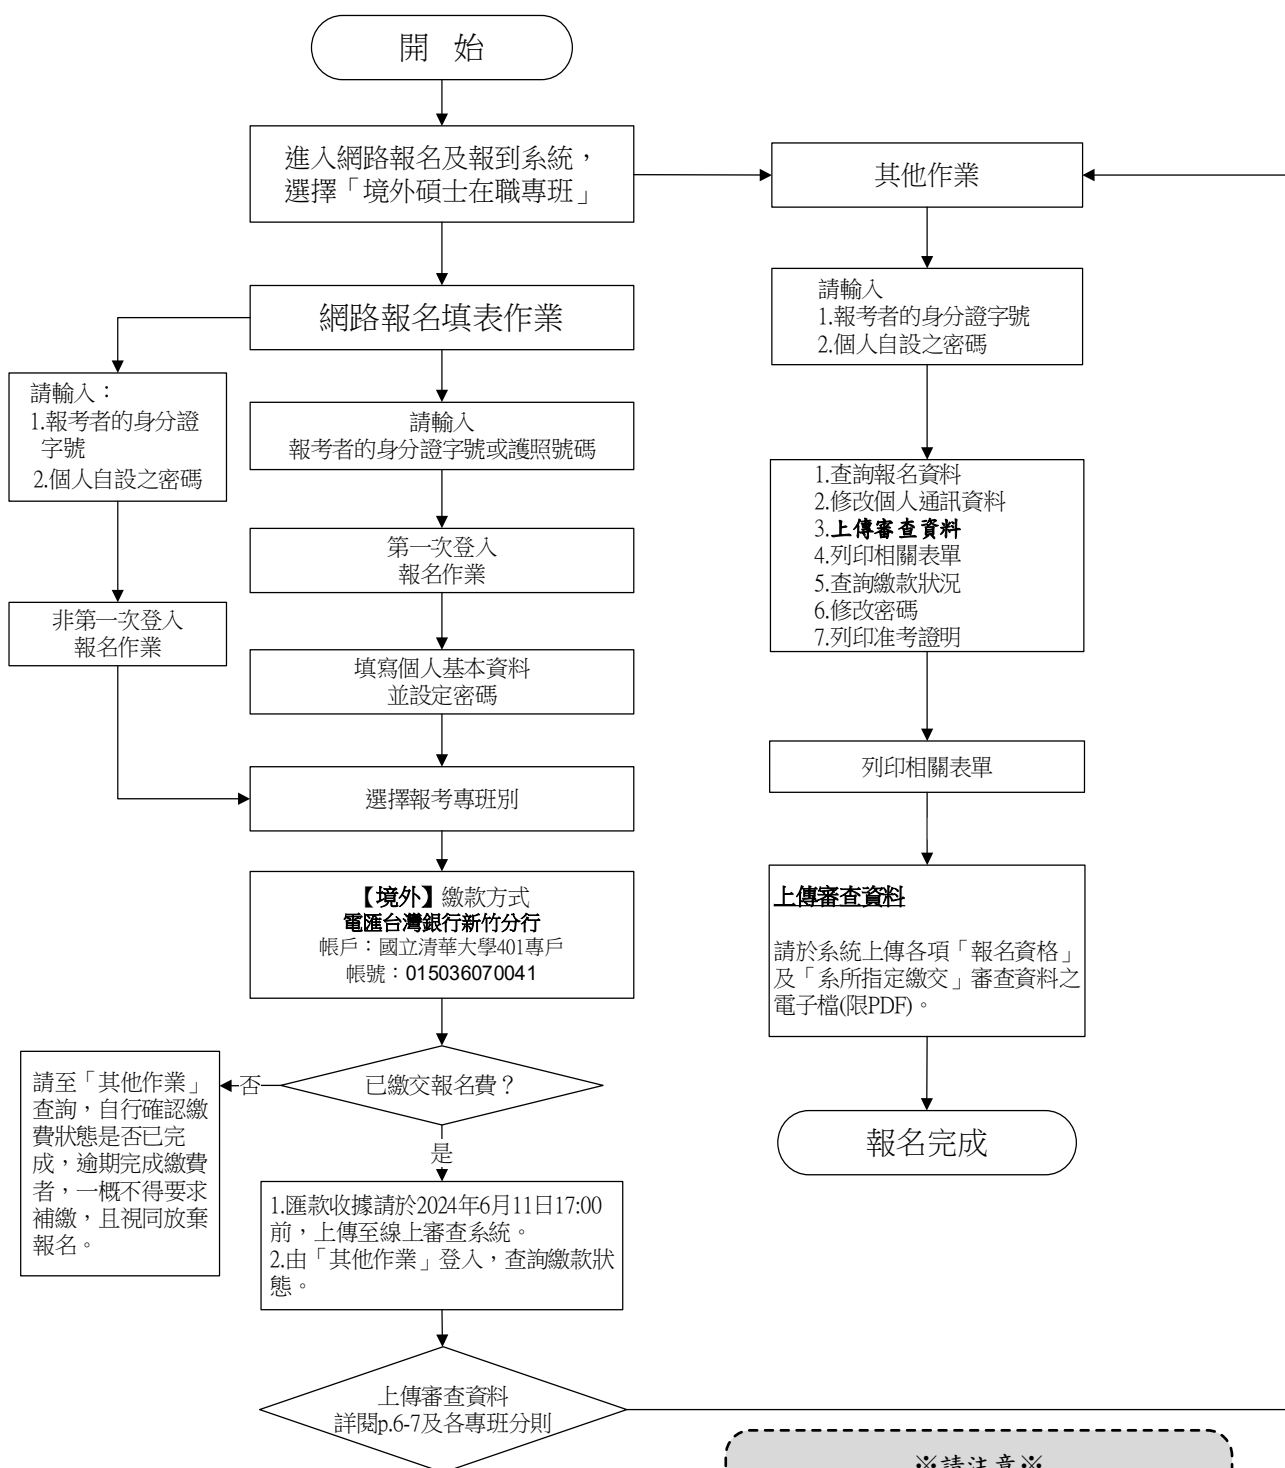 開 始
進入網路報名及報到系統，
選擇「境外碩士在職專班」
其他作業
網路報名填表作業
請輸入
1.報考者的身分證字號
2.個人自設之密碼
請輸入：
1.報考者的身分證
字號
2.個人自設之密碼
請輸入
報考者的身分證字號或護照號碼
1.查詢報名資料
2.修改個人通訊資料
3.上傳審查資料
4.列印相關表單
5.查詢繳款狀況
6.修改密碼
7.列印准考證明
第一次登入
報名作業
非第一次登入
報名作業
填寫個人基本資料
並設定密碼
選擇報考專班別
列印相關表單
【境外】繳款方式
電匯台灣銀行新竹分行
帳戶：國立清華大學401專戶
帳號：015036070041
上傳審查資料
請於系統上傳各項「報名資格」
及「系所指定繳交」審查資料之
電子檔(限PDF)。
已繳交報名費？
否
請至「其他作業」
查詢，自行確認繳
費狀態是否已完
成，逾期完成繳費
者，一概不得要求
補繳，且視同放棄
報名。
是
報名完成
1.匯款收據請於2024年6月11日17:00
前，上傳至線上審查系統。
2.由「其他作業」登入，查詢繳款狀
態。
上傳審查資料
詳閱p.6-7及各專班分則
※請注意※